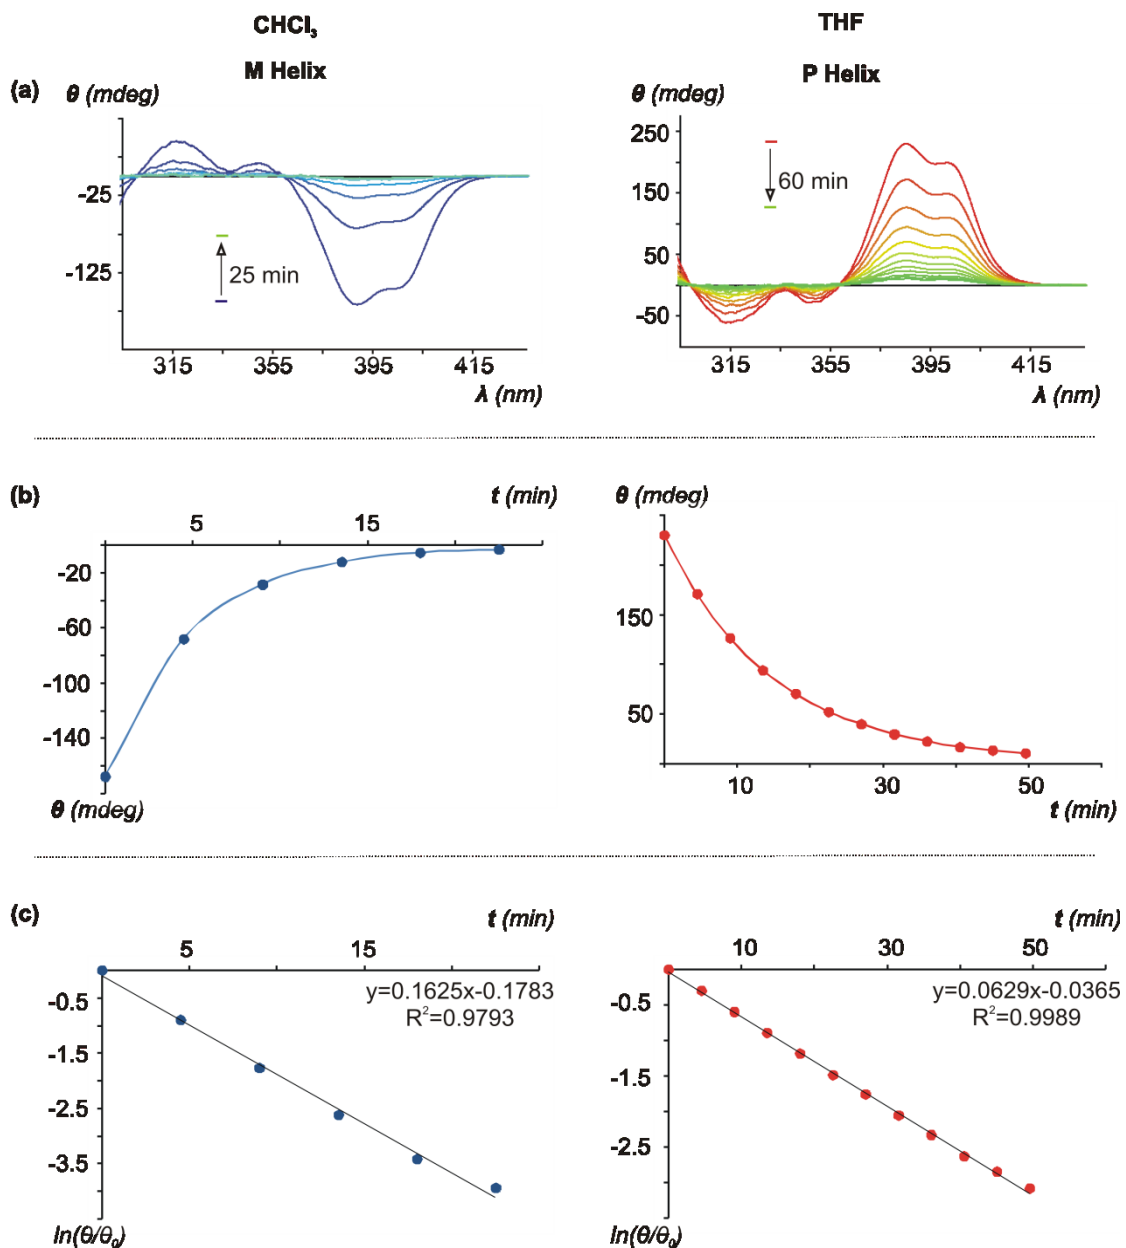 CHCl₃ THF
M Helix P Helix
(a) θ (mdeg) θ (mdeg)
-25
-125
25 min
315 355 395 415
λ (nm)
250
150
50
-50
60 min
315 355 395 415
λ (nm)
(b) t (min)
5 15
-20
-60
-100
-140
θ (mdeg)
θ (mdeg)
150
50
10 30 50
t (min)
(c) t (min)
5 15
-0.5
-1.5
-2.5
-3.5
y=0.1625x-0.1783
R²=0.9793
ln(θ/θ₀)
t (min)
10 30 50
-0.5
-1.5
-2.5
y=0.0629x-0.0365
R²=0.9989
ln(θ/θ₀)